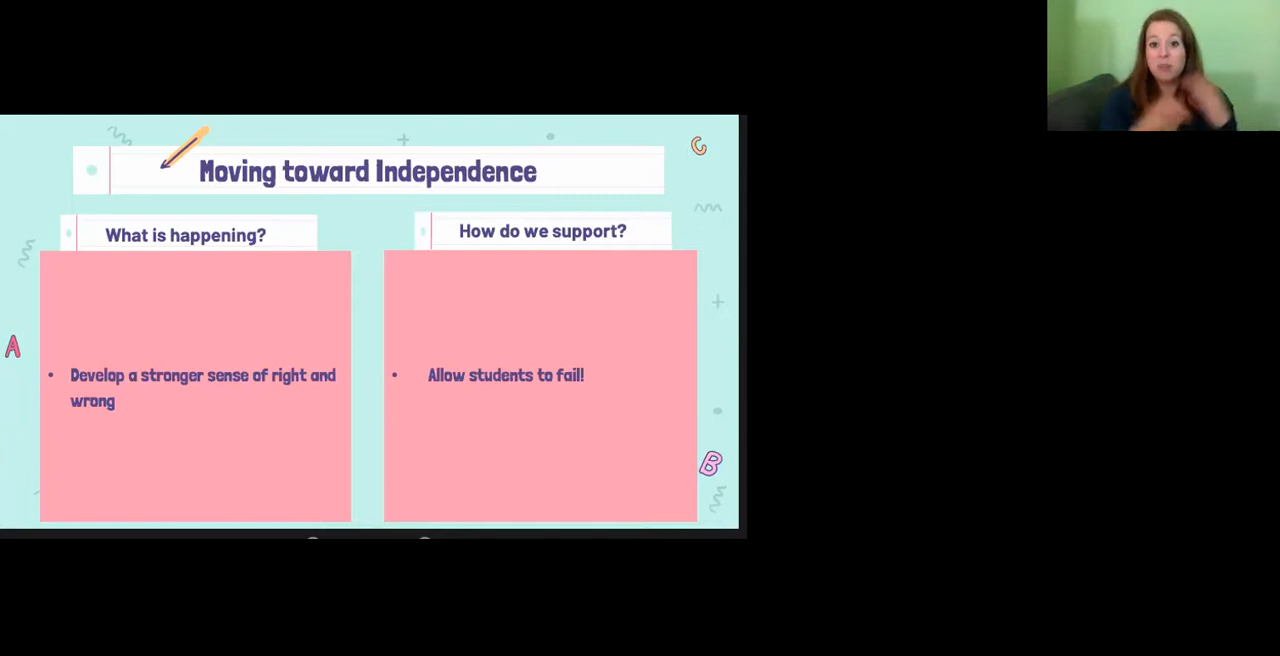 C
Moving toward Independence
What is happening?
How do we support?
A
• Develop a stronger sense of right and
wrong
• Allow students to fail!
B